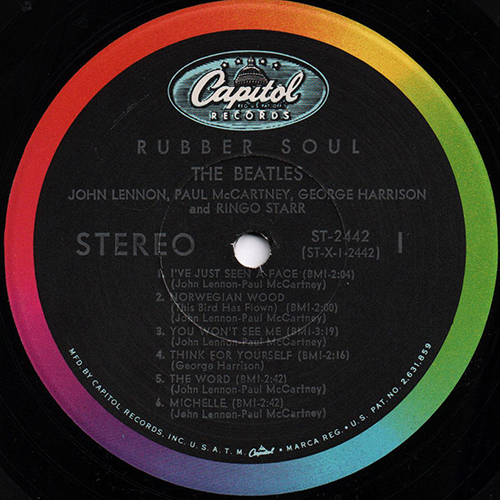 Capitol
RECORDS
RUBBER SOUL
THE BEATLES
JOHN LENNON, PAUL McCARTNEY, GEORGE HARRISON
and RINGO STARR
STEREO
ST-2442
(ST-X-1-2442)
1
1. I'VE JUST SEEN A FACE (BMI-2:04)
(John Lennon-Paul McCartney)
2. NORWEGIAN WOOD
(This Bird Has Flown) (BMI-2:00)
(John Lennon-Paul McCartney)
3. YOU WON'T SEE ME (BMI-3:19)
(John Lennon-Paul McCartney)
4. THINK FOR YOURSELF (BMI-2:16)
(George Harrison)
5. THE WORD (BMI-2:42)
(John Lennon-Paul McCartney)
6. MICHELLE (BMI-2:42)
(John Lennon-Paul McCartney)
MFD. BY CAPITOL RECORDS, INC. U.S.A. T.M. Capitol MARCA REG. • U.S. PAT. NO. 2,631,859